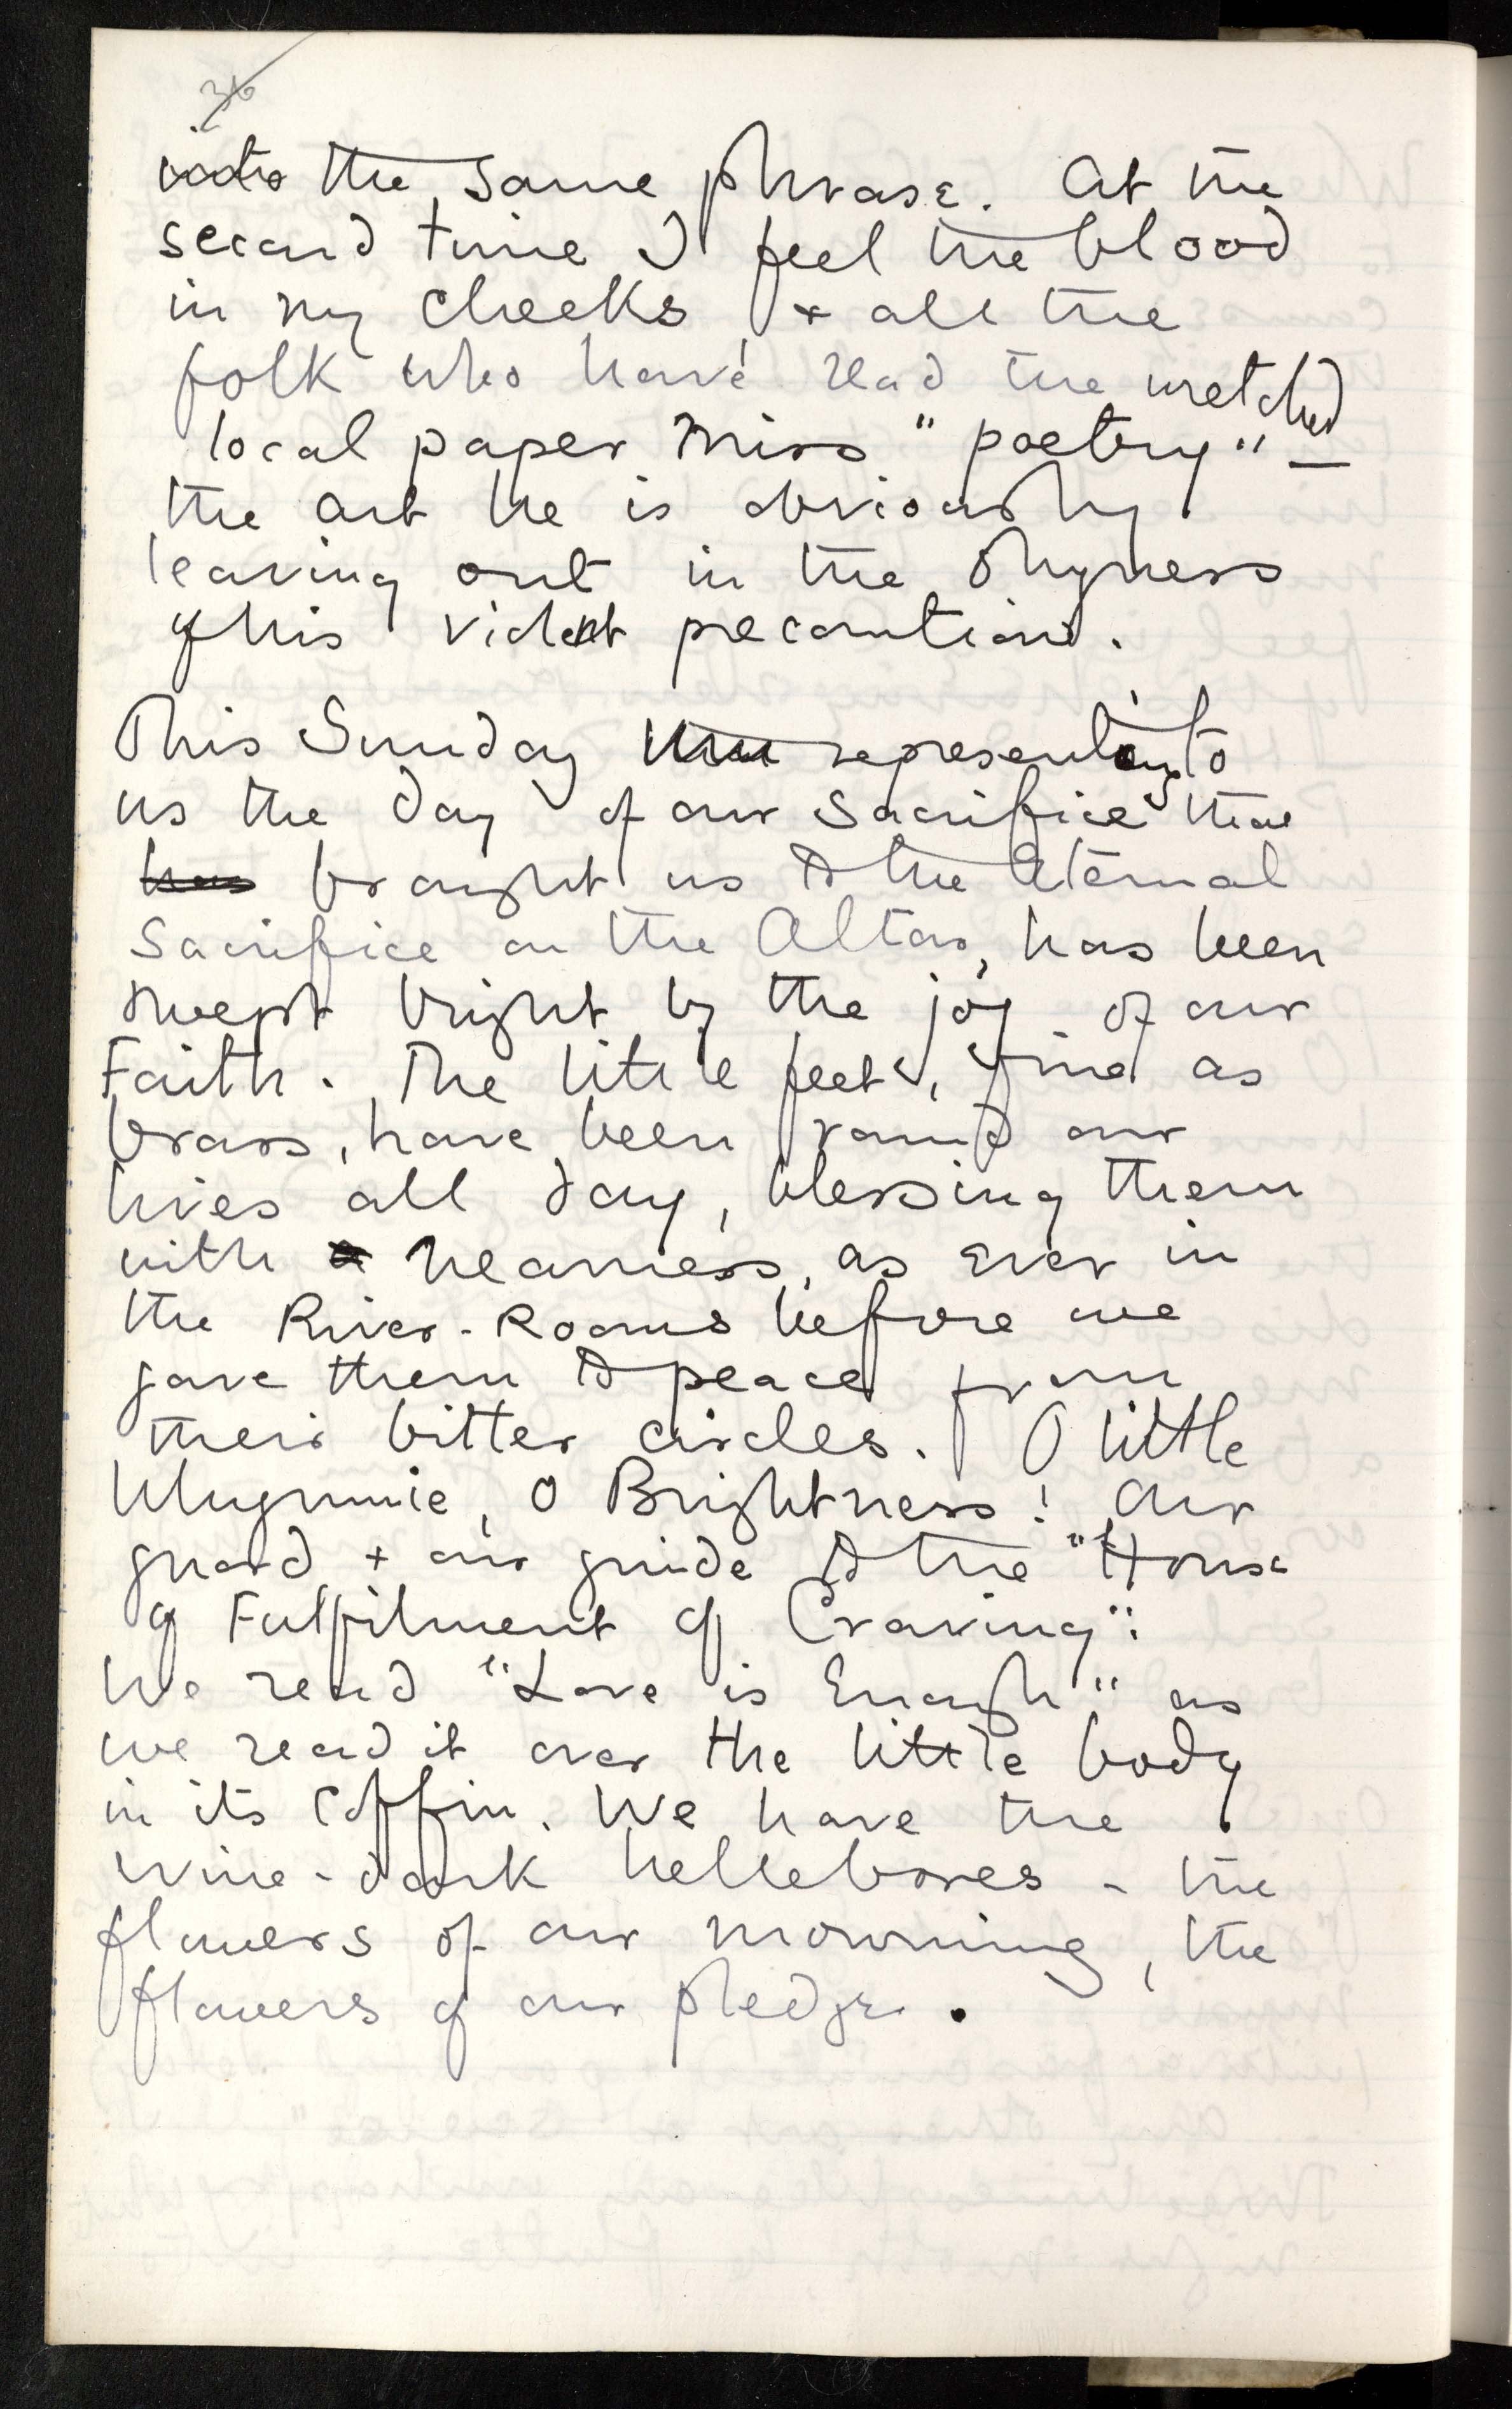 36
into the same phrase. At the
second time I feel the blood
in my cheeks, & all the
folk who have read the wretched
local paper miss "poetry" —
the art he is obviously
leaving out in the shyness
of his violent precaution.
This Sunday representing to
us the day of our sacrifice that
has brought us to the Eternal
Sacrifice on the Altar, has been
swept bright by the joy of our
Faith. The little feet, fine as
brass, have been round our
lives all day, blessing them
with a nearness, as ever in
the River-Rooms before we
gave them to peace from
their bitter circles. O little
Whymmie, O Brightness! Our
guard + our guide to the "House
of Fulfilment of Craving":
We read "Love is Enough" as
we read it over the little body
in its coffin. We have the
wine-dark hellebores - the
flowers of our mourning, the
flowers of our pledge.